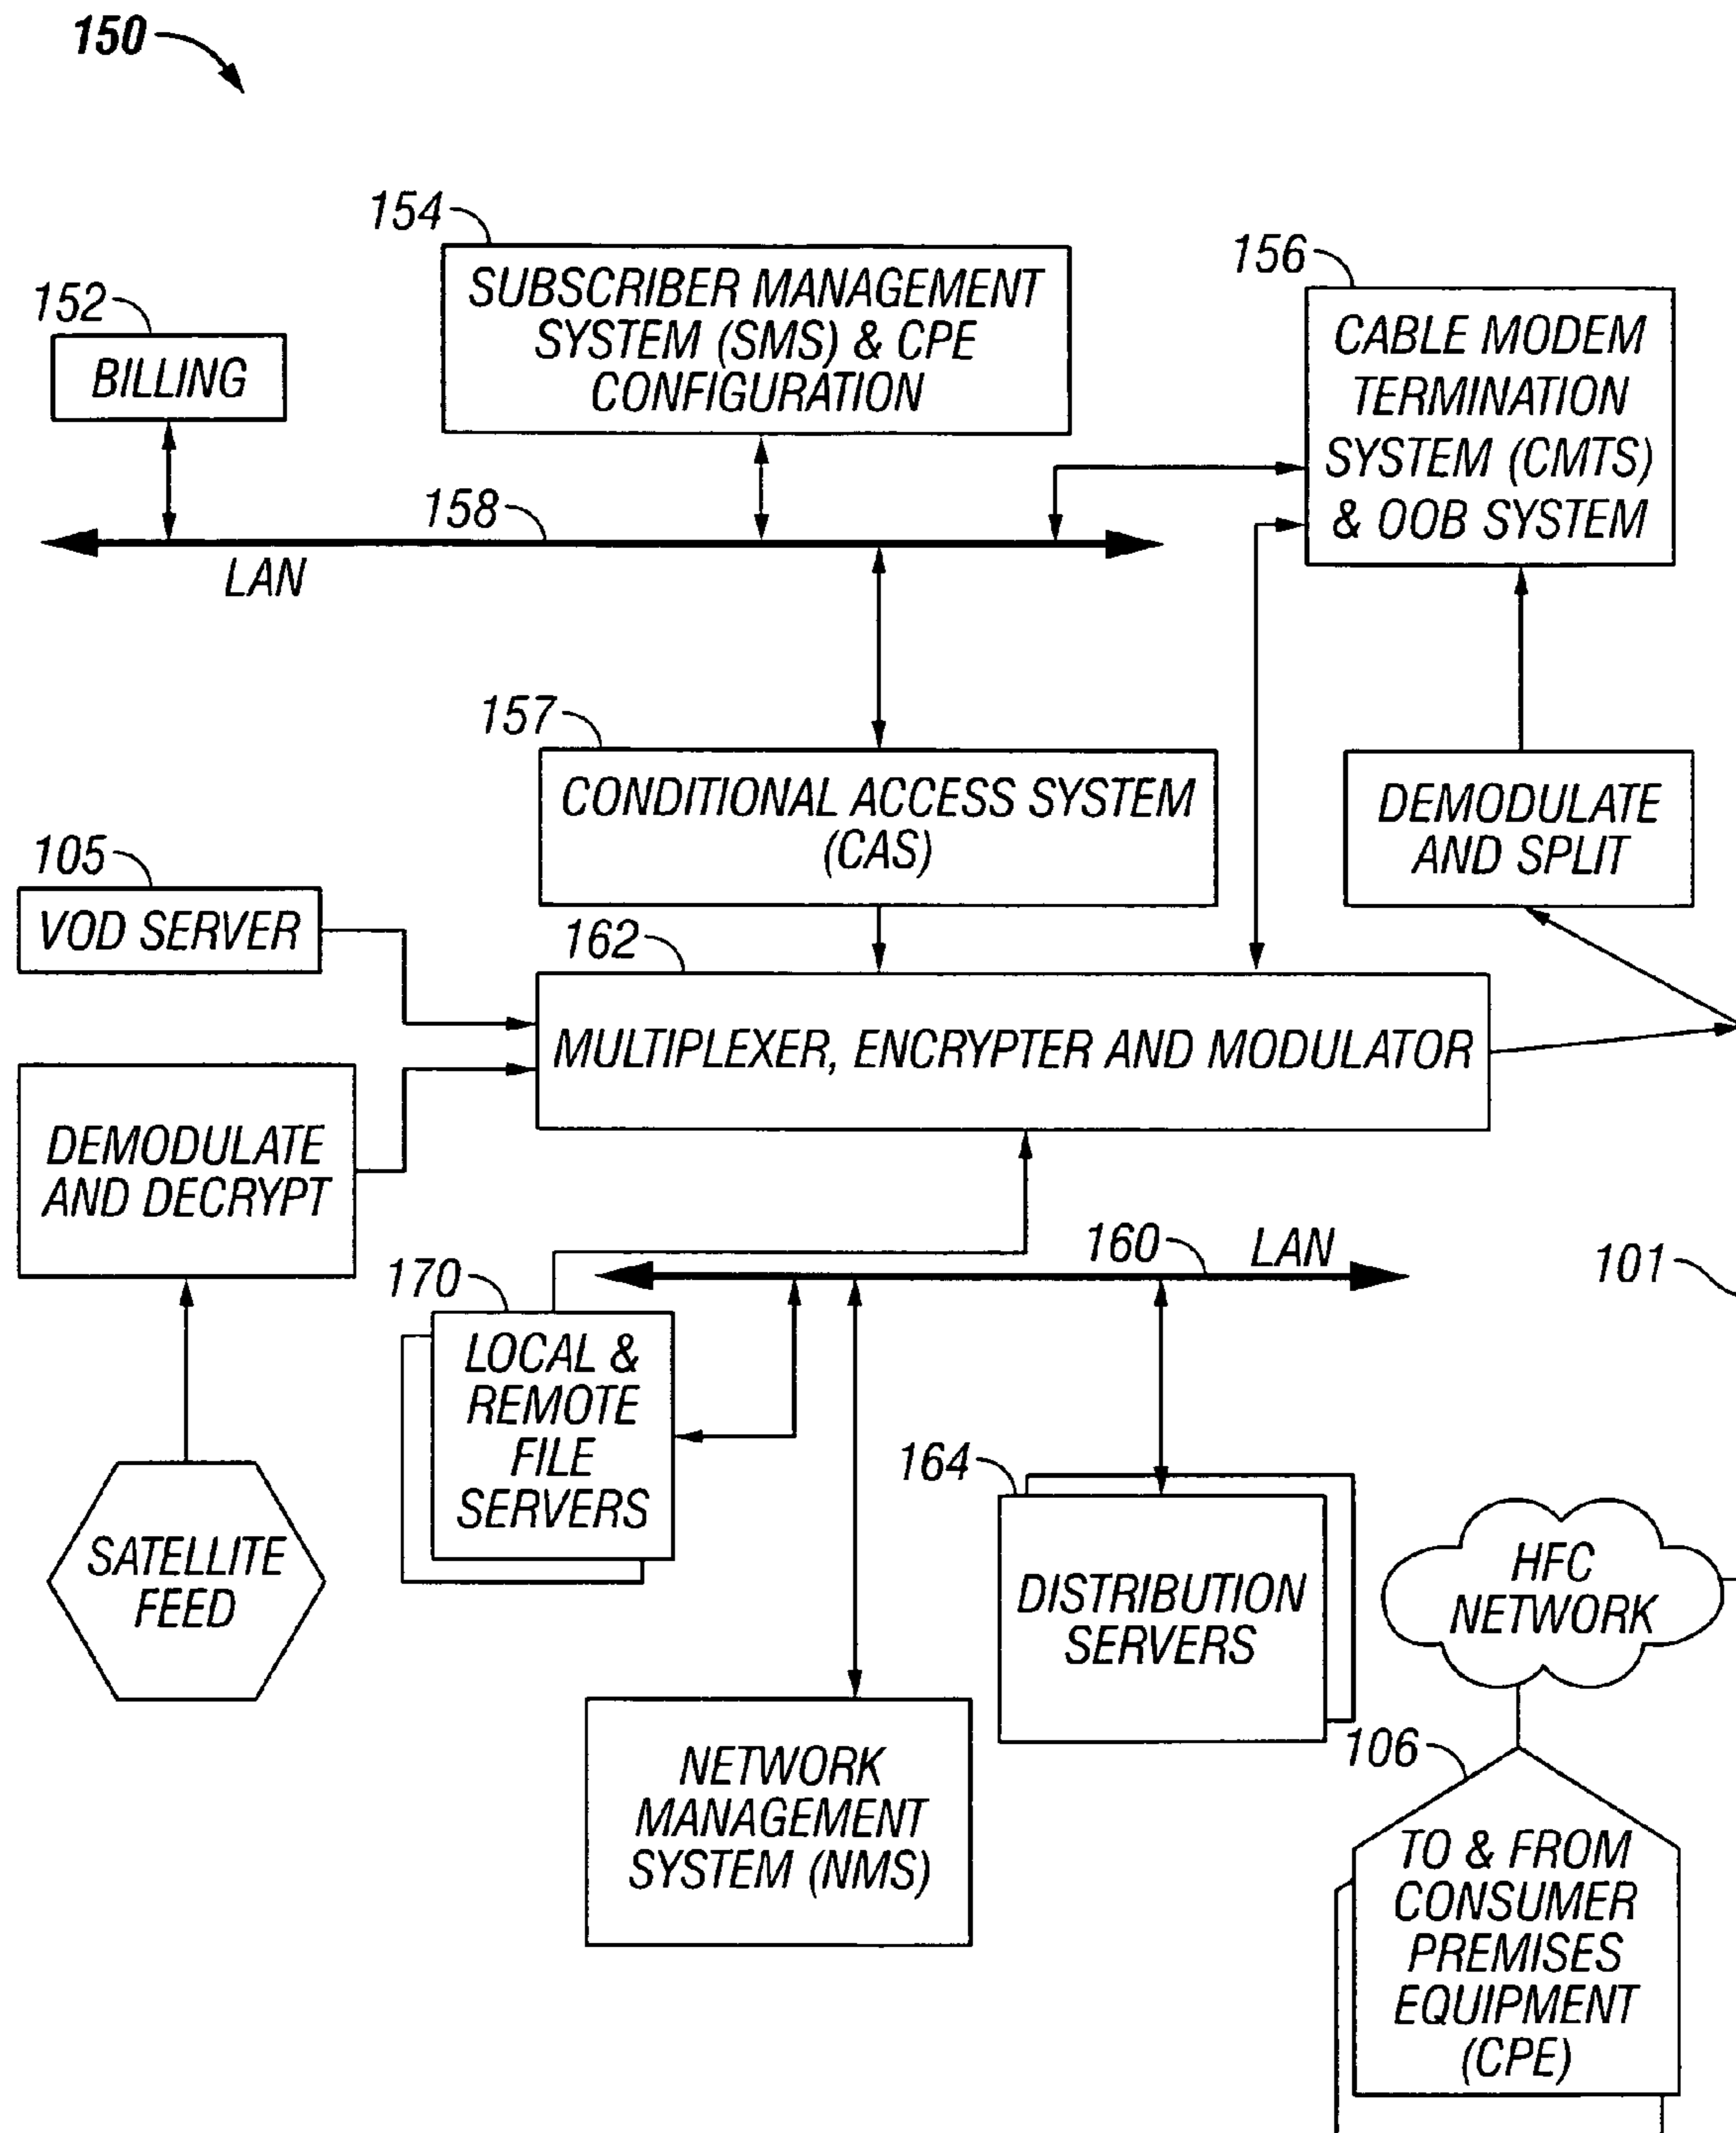 150
154
SUBSCRIBER MANAGEMENT
SYSTEM (SMS) & CPE
CONFIGURATION
156
CABLE MODEM
TERMINATION
SYSTEM (CMTS)
& OOB SYSTEM
152
BILLING
158
LAN
157
CONDITIONAL ACCESS SYSTEM
(CAS)
DEMODULATE
AND SPLIT
105
VOD SERVER
162
MULTIPLEXER, ENCRYPTER AND MODULATOR
DEMODULATE
AND DECRYPT
160
LAN
101
170
LOCAL &
REMOTE
FILE
SERVERS
SATELLITE
FEED
164
DISTRIBUTION
SERVERS
HFC
NETWORK
NETWORK
MANAGEMENT
SYSTEM (NMS)
106
TO & FROM
CONSUMER
PREMISES
EQUIPMENT
(CPE)